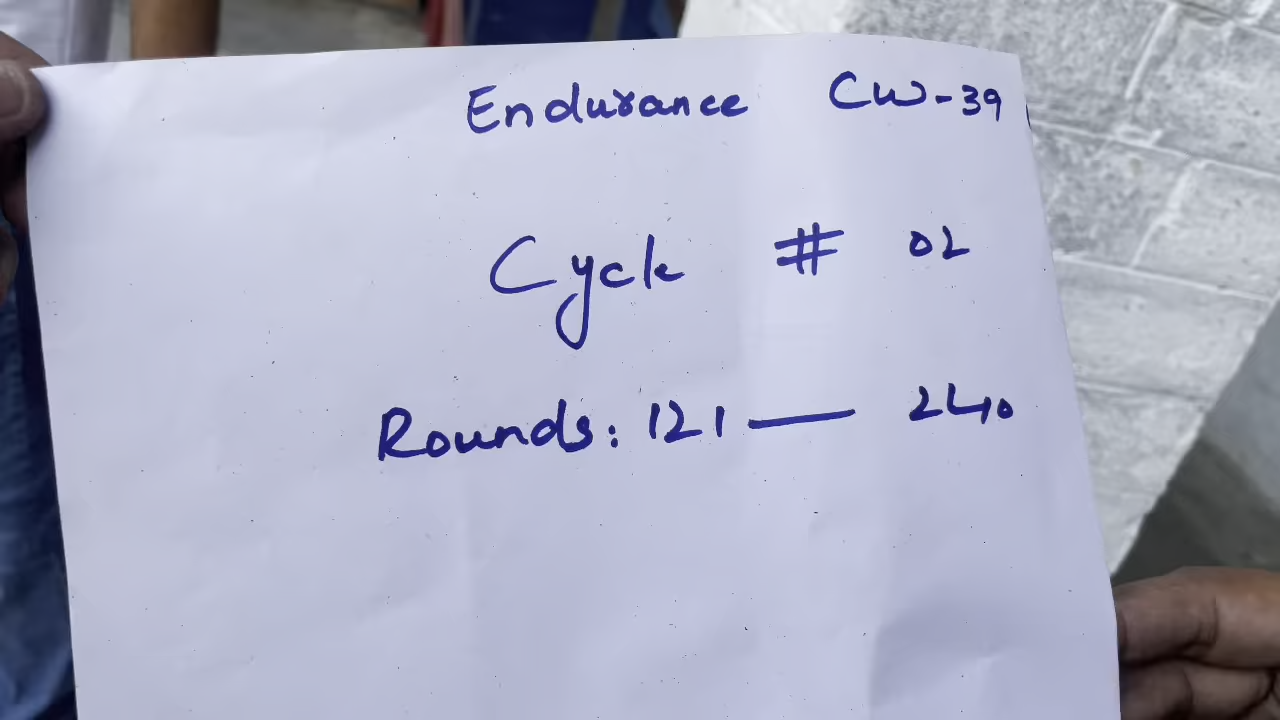 Endurance CW-39
Cycle # 02
Rounds: 121 — 240